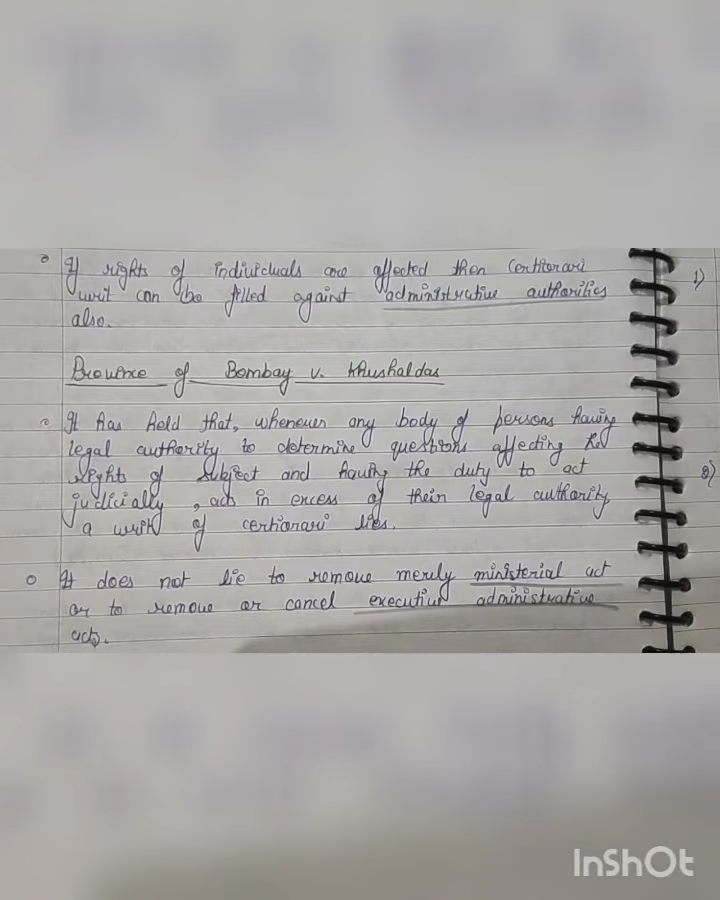 If rights of individuals are affected then Certiorari
writ can be filled against administrative authorities
also.
Province of Bombay v. Khushaldas
It has held that, whenever any body of persons having
legal authority to determine questions affecting the
rights of subject and having the duty to act
judicially, acts in excess of their legal authority
a writ of certiorari lies.
It does not lie to remove merely ministerial act
or to remove or cancel executive administrative
acts.
1)
2)
InShOt